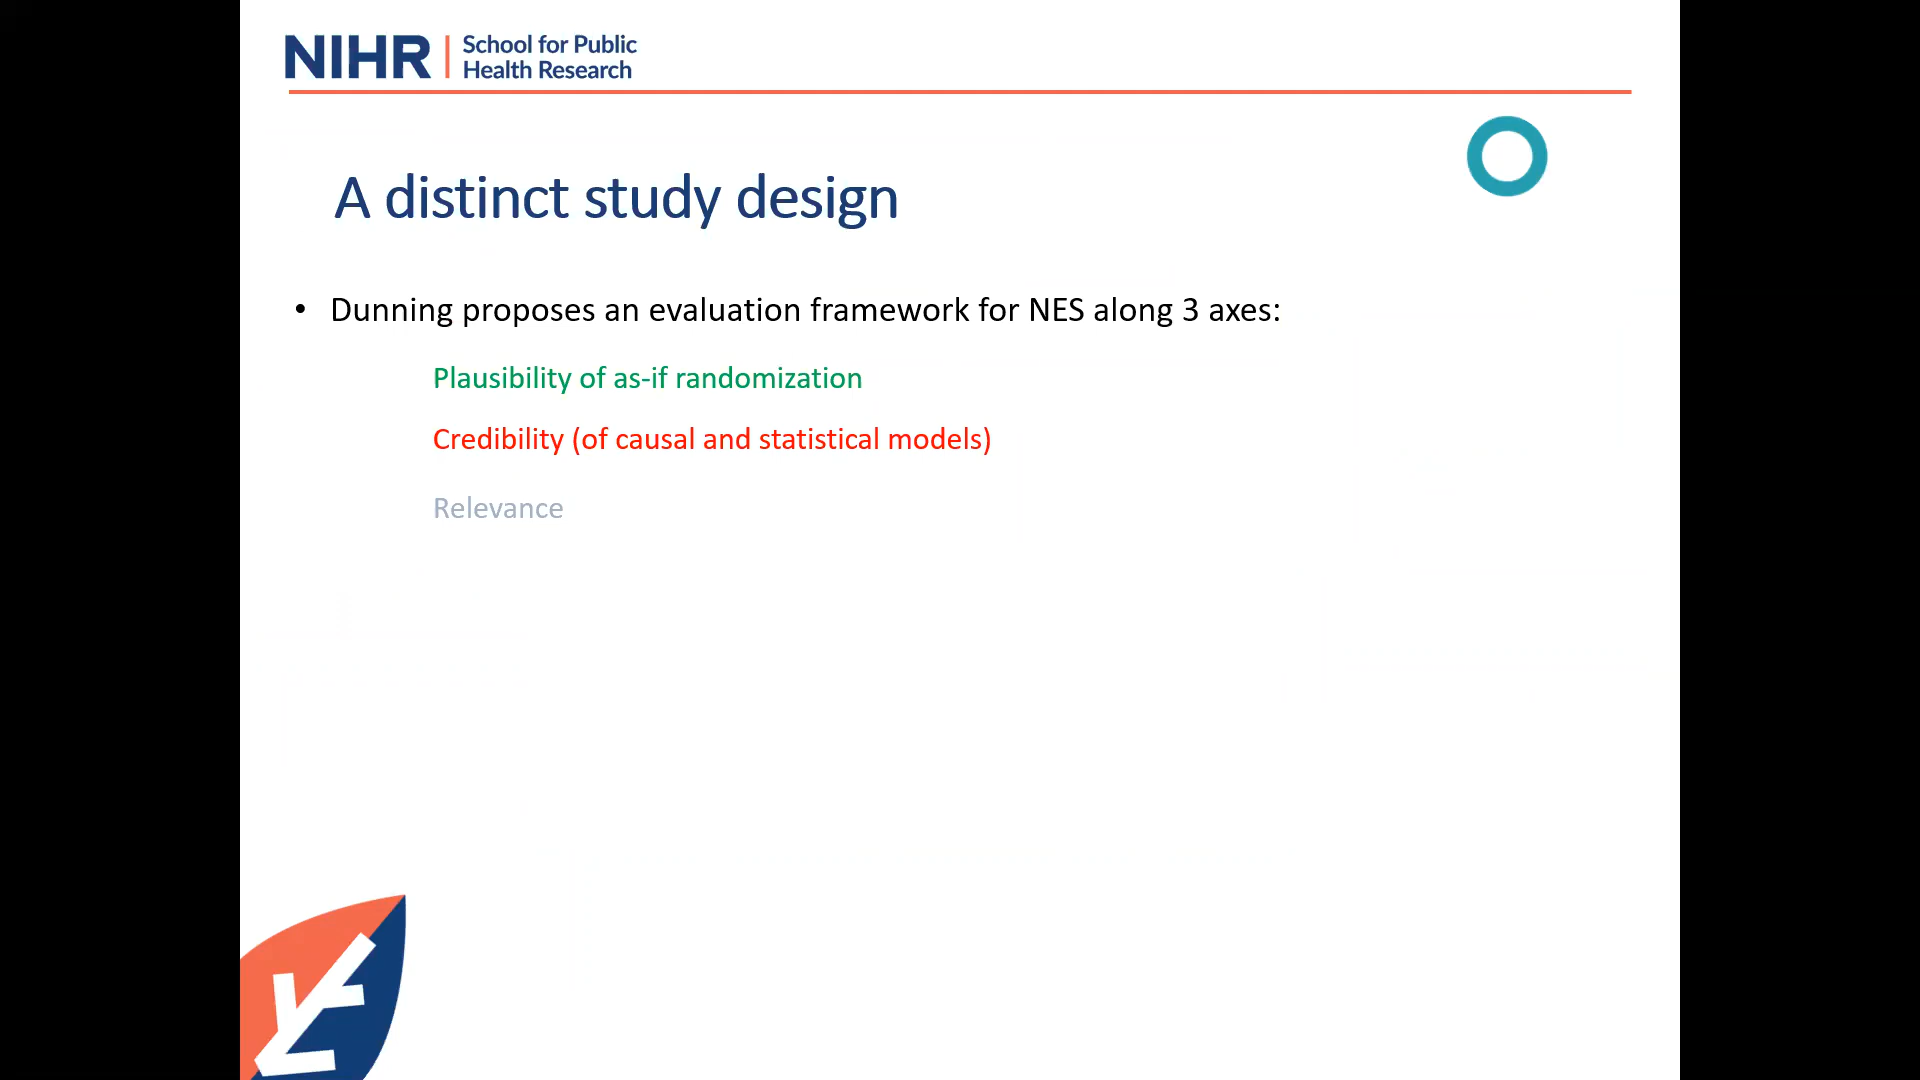 NIHR
School for Public
Health Research
A distinct study design
• Dunning proposes an evaluation framework for NES along 3 axes:
Plausibility of as-if randomization
Credibility (of causal and statistical models)
Relevance